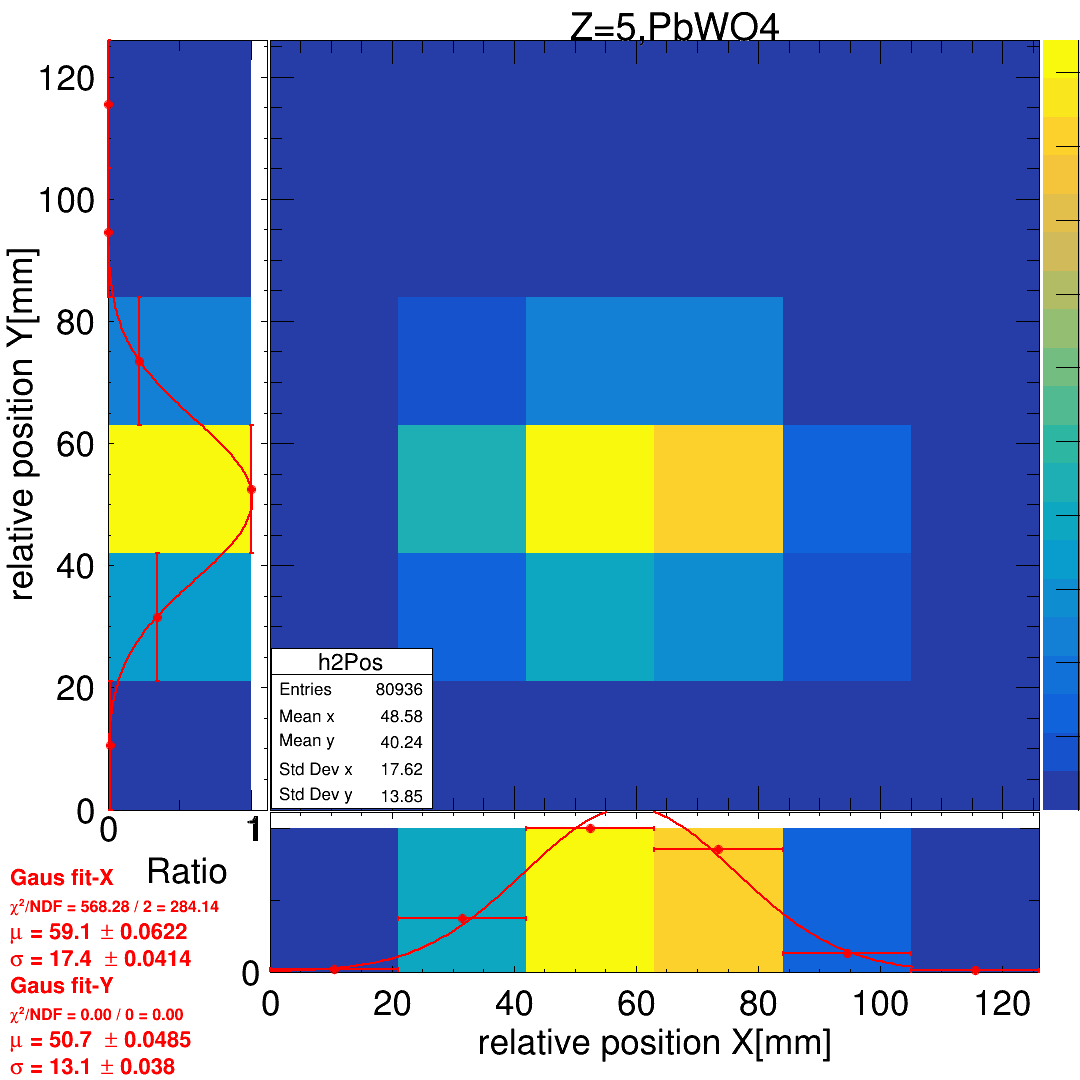 Z=5,PbWO4
120
100
80
60
40
20
0
relative position Y[mm]
0 1
Ratio
h2Pos
Entries 80936
Mean x 48.58
Mean y 40.24
Std Dev x 17.62
Std Dev y 13.85
1
0
0 20 40 60 80 100 120
relative position X[mm]
Gaus fit-X
χ²/NDF = 568.28 / 2 = 284.14
μ = 59.1 ± 0.0622
σ = 17.4 ± 0.0414
Gaus fit-Y
χ²/NDF = 0.00 / 0 = 0.00
μ = 50.7 ± 0.0485
σ = 13.1 ± 0.038